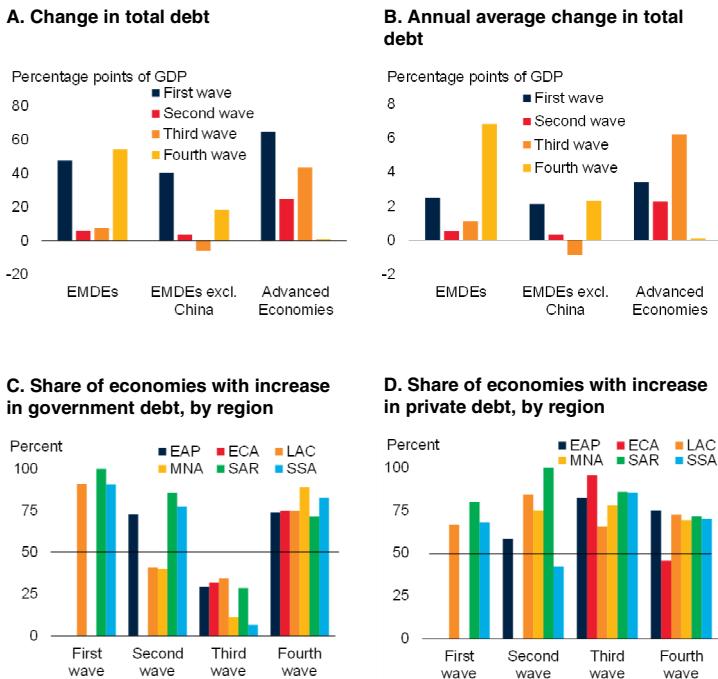 A. Change in total debt
Percentage points of GDP
80
60
40
20
0
-20
First wave
Second wave
Third wave
Fourth wave
EMDEs
EMDEs excl.
China
Advanced
Economies
B. Annual average change in total
debt
Percentage points of GDP
8
6
4
2
0
-2
First wave
Second wave
Third wave
Fourth wave
EMDEs
EMDEs excl.
China
Advanced
Economies
C. Share of economies with increase
in government debt, by region
Percent
100
75
50
25
0
EAP ECA LAC
MNA SAR SSA
First
wave
Second
wave
Third
wave
Fourth
wave
D. Share of economies with increase
in private debt, by region
Percent
100
75
50
25
0
EAP ECA LAC
MNA SAR SSA
First
wave
Second
wave
Third
wave
Fourth
wave